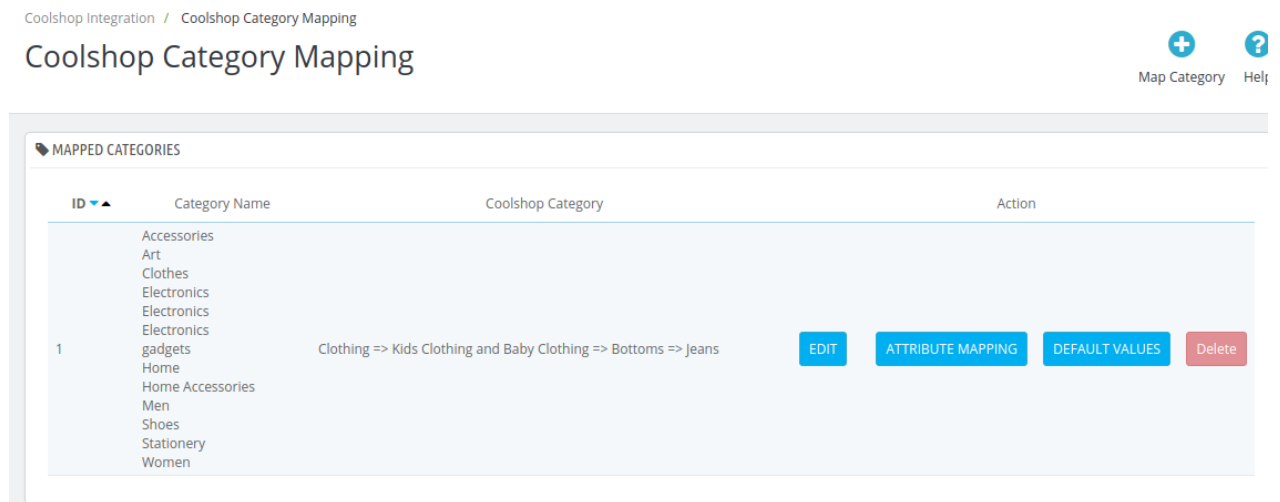 Coolshop Integration / Coolshop Category Mapping
Coolshop Category Mapping
Map Category
Help
MAPPED CATEGORIES
ID Category Name Coolshop Category Action
Accessories
Art
Clothes
Electronics
Electronics
Electronics
1 gadgets Clothing => Kids Clothing and Baby Clothing => Bottoms => Jeans EDIT ATTRIBUTE MAPPING DEFAULT VALUES Delete
Home
Home Accessories
Men
Shoes
Stationery
Women